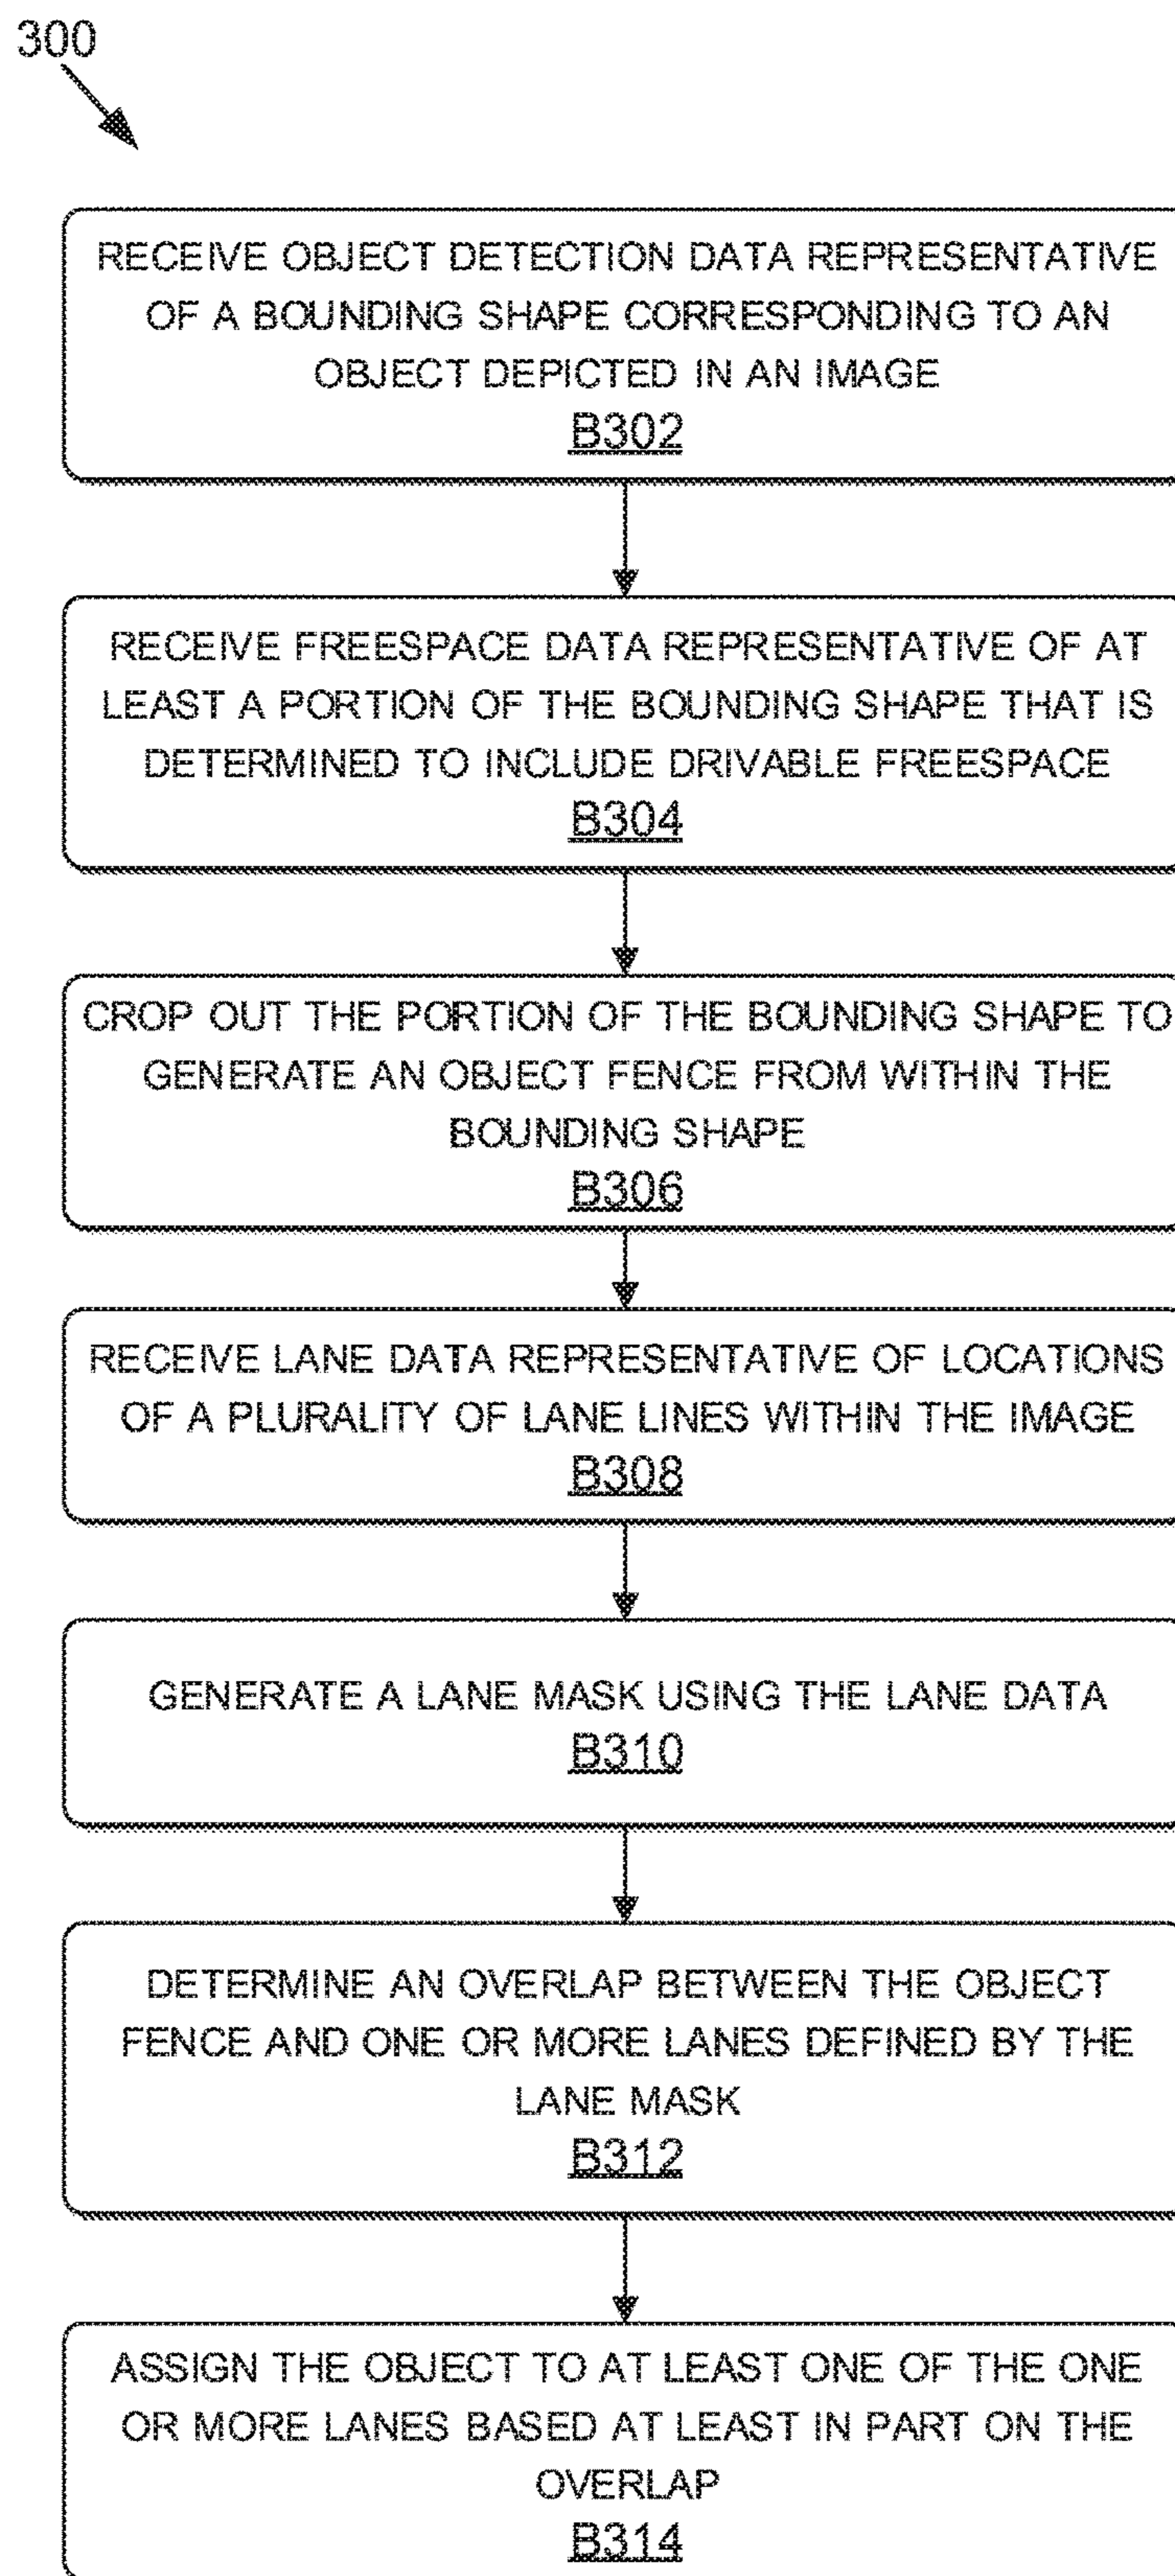 300
RECEIVE OBJECT DETECTION DATA REPRESENTATIVE
OF A BOUNDING SHAPE CORRESPONDING TO AN
OBJECT DEPICTED IN AN IMAGE
B302
RECEIVE FREESPACE DATA REPRESENTATIVE OF AT
LEAST A PORTION OF THE BOUNDING SHAPE THAT IS
DETERMINED TO INCLUDE DRIVABLE FREESPACE
B304
CROP OUT THE PORTION OF THE BOUNDING SHAPE TO
GENERATE AN OBJECT FENCE FROM WITHIN THE
BOUNDING SHAPE
B306
RECEIVE LANE DATA REPRESENTATIVE OF LOCATIONS
OF A PLURALITY OF LANE LINES WITHIN THE IMAGE
B308
GENERATE A LANE MASK USING THE LANE DATA
B310
DETERMINE AN OVERLAP BETWEEN THE OBJECT
FENCE AND ONE OR MORE LANES DEFINED BY THE
LANE MASK
B312
ASSIGN THE OBJECT TO AT LEAST ONE OF THE ONE
OR MORE LANES BASED AT LEAST IN PART ON THE
OVERLAP
B314